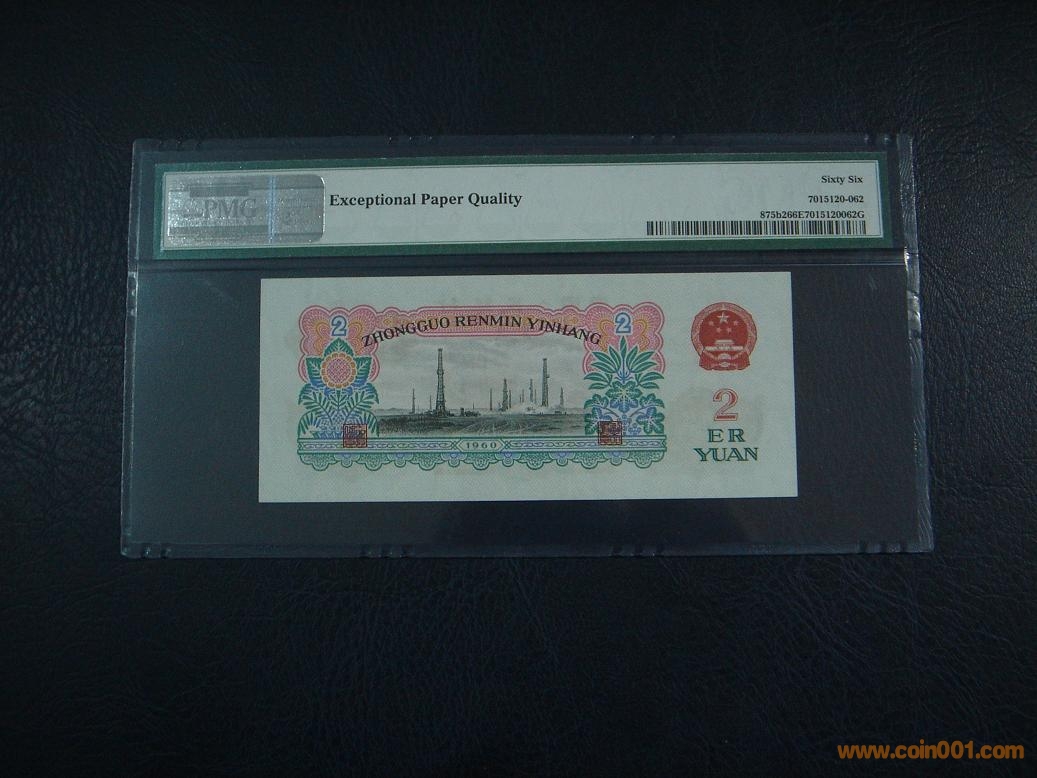 PMG
Exceptional Paper Quality
Sixty Six
7015120-062
875b266E7015120062G
2
ZHONGGUO RENMIN YINHANG
2
1960
2
ER
YUAN
www.coin001.com